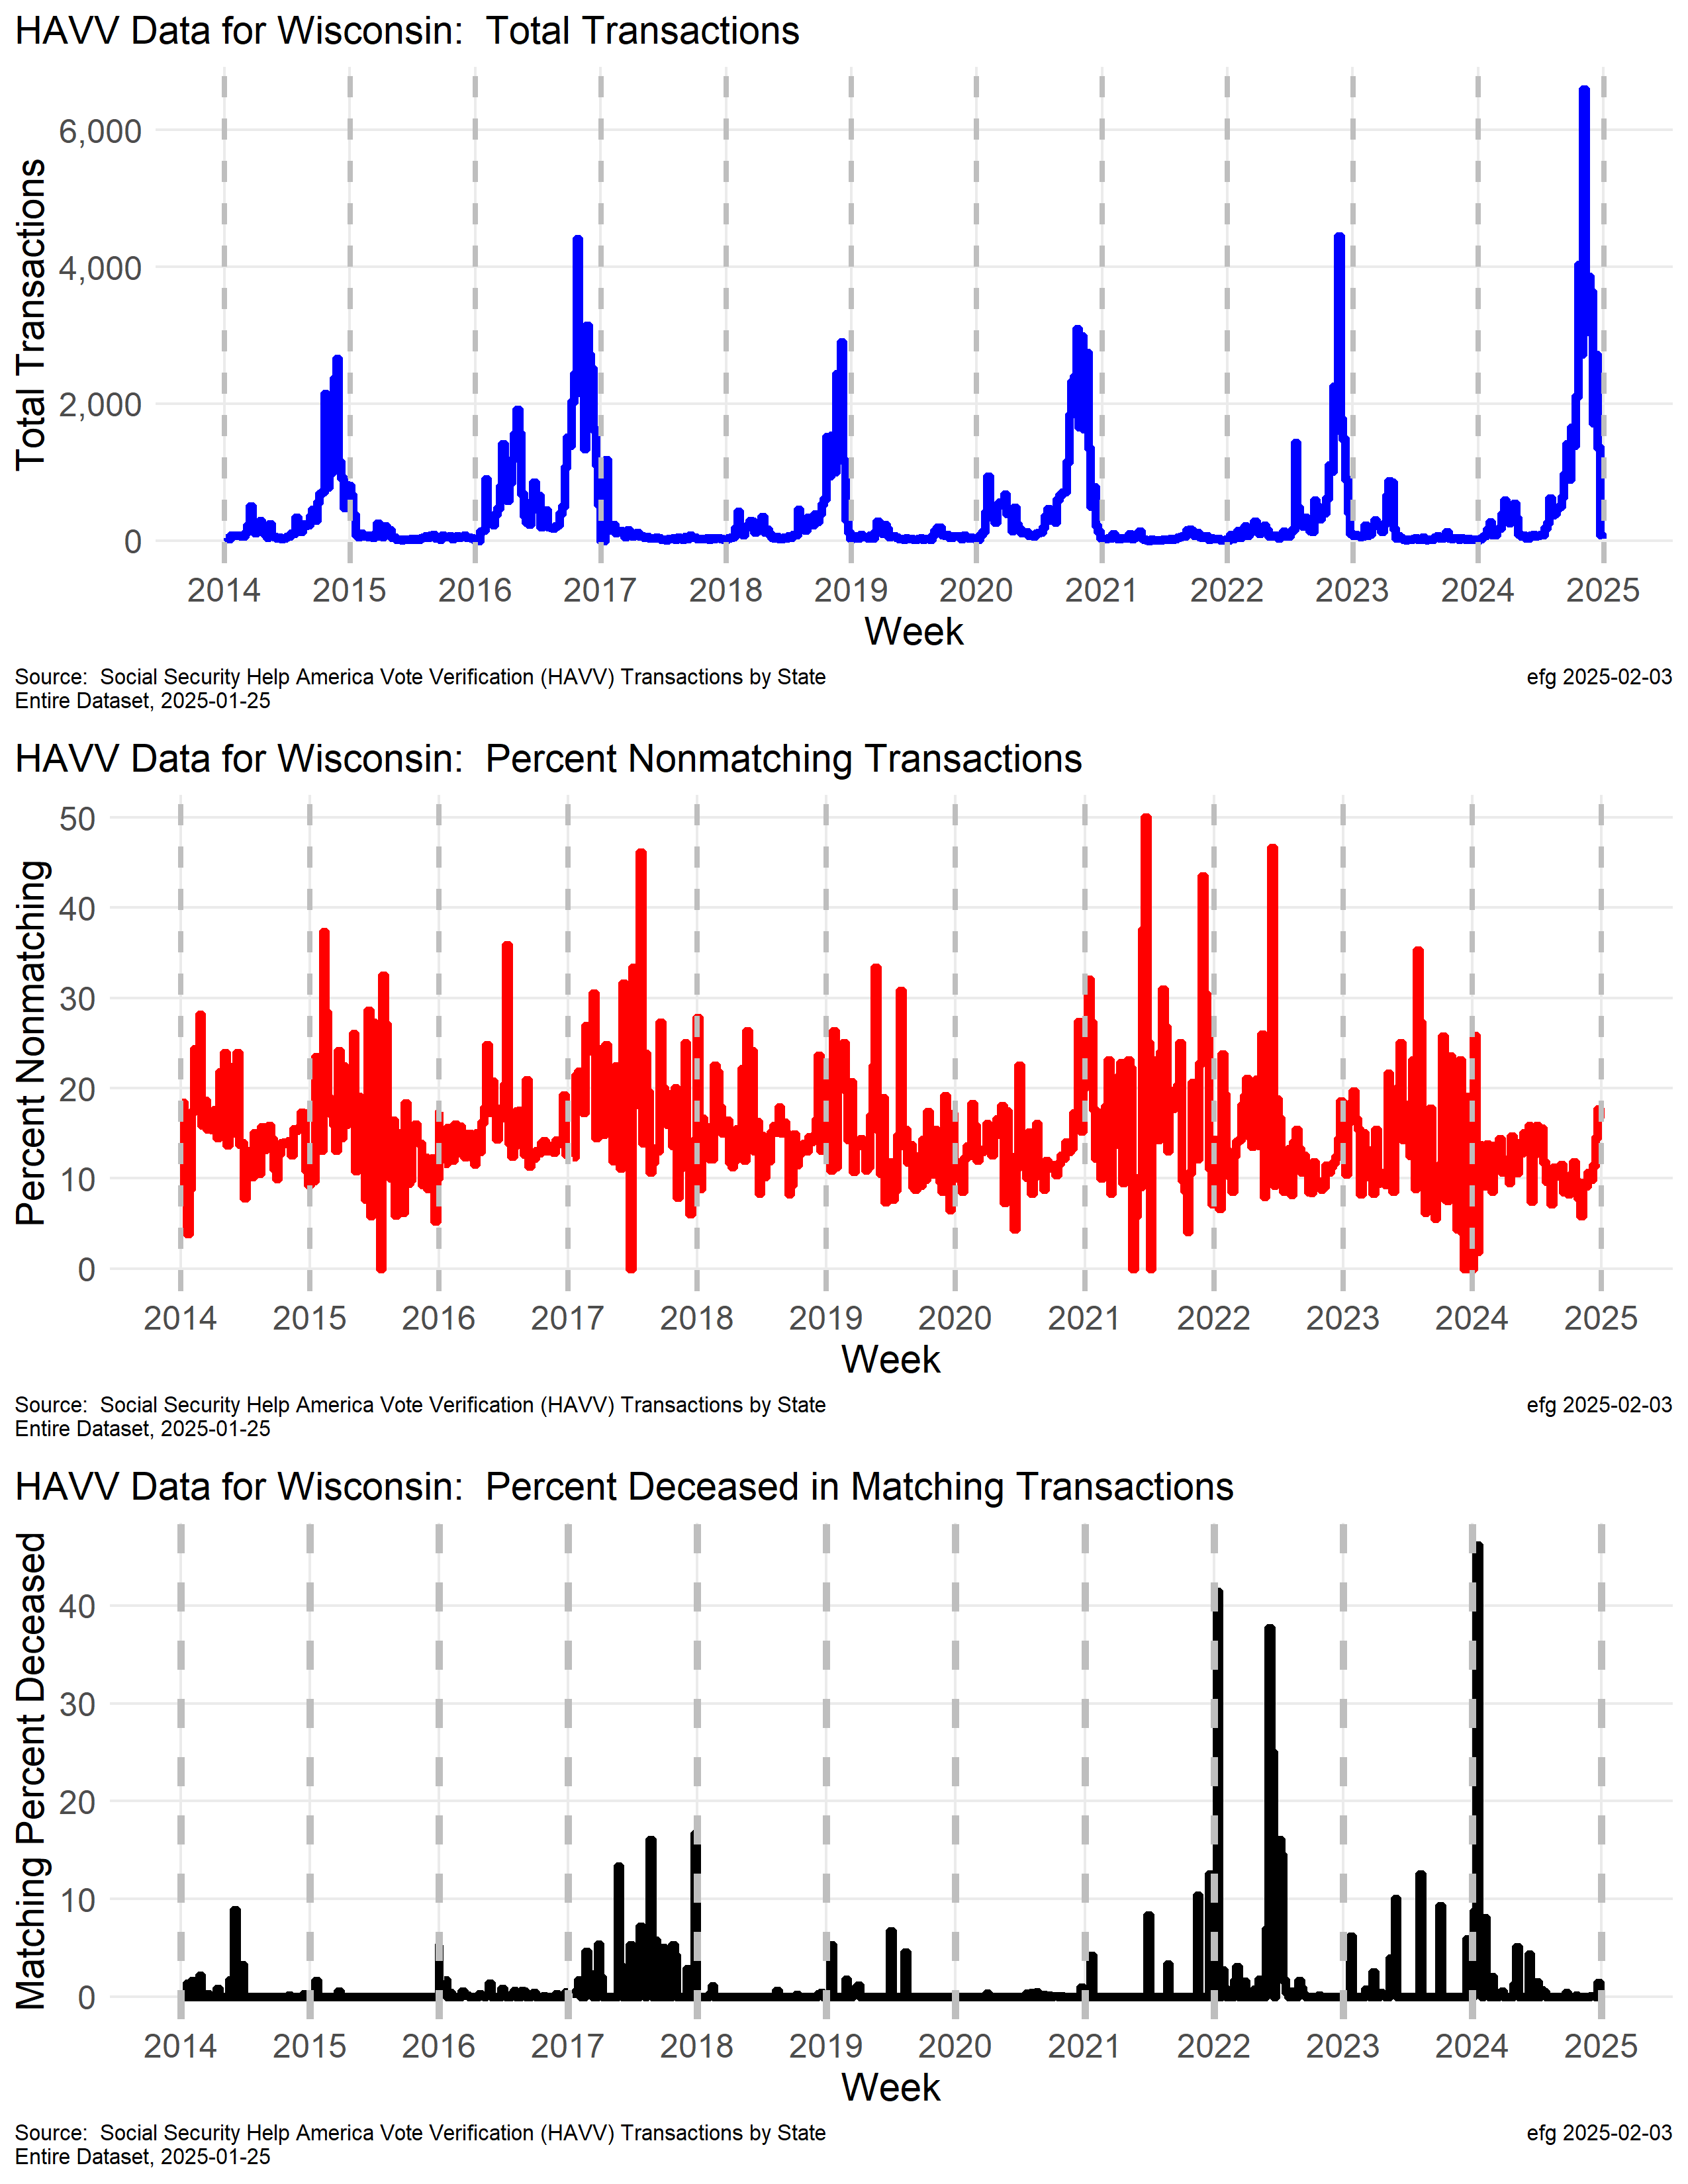 HAVV Data for Wisconsin:  Total Transactions
Total Transactions
6,000
4,000
2,000
0
2014 2015 2016 2017 2018 2019 2020 2021 2022 2023 2024 2025
Week
Source:  Social Security Help America Vote Verification (HAVV) Transactions by State
Entire Dataset, 2025-01-25
efg 2025-02-03
HAVV Data for Wisconsin:  Percent Nonmatching Transactions
Percent Nonmatching
50
40
30
20
10
0
2014 2015 2016 2017 2018 2019 2020 2021 2022 2023 2024 2025
Week
Source:  Social Security Help America Vote Verification (HAVV) Transactions by State
Entire Dataset, 2025-01-25
efg 2025-02-03
HAVV Data for Wisconsin:  Percent Deceased in Matching Transactions
Matching Percent Deceased
40
30
20
10
0
2014 2015 2016 2017 2018 2019 2020 2021 2022 2023 2024 2025
Week
Source:  Social Security Help America Vote Verification (HAVV) Transactions by State
Entire Dataset, 2025-01-25
efg 2025-02-03